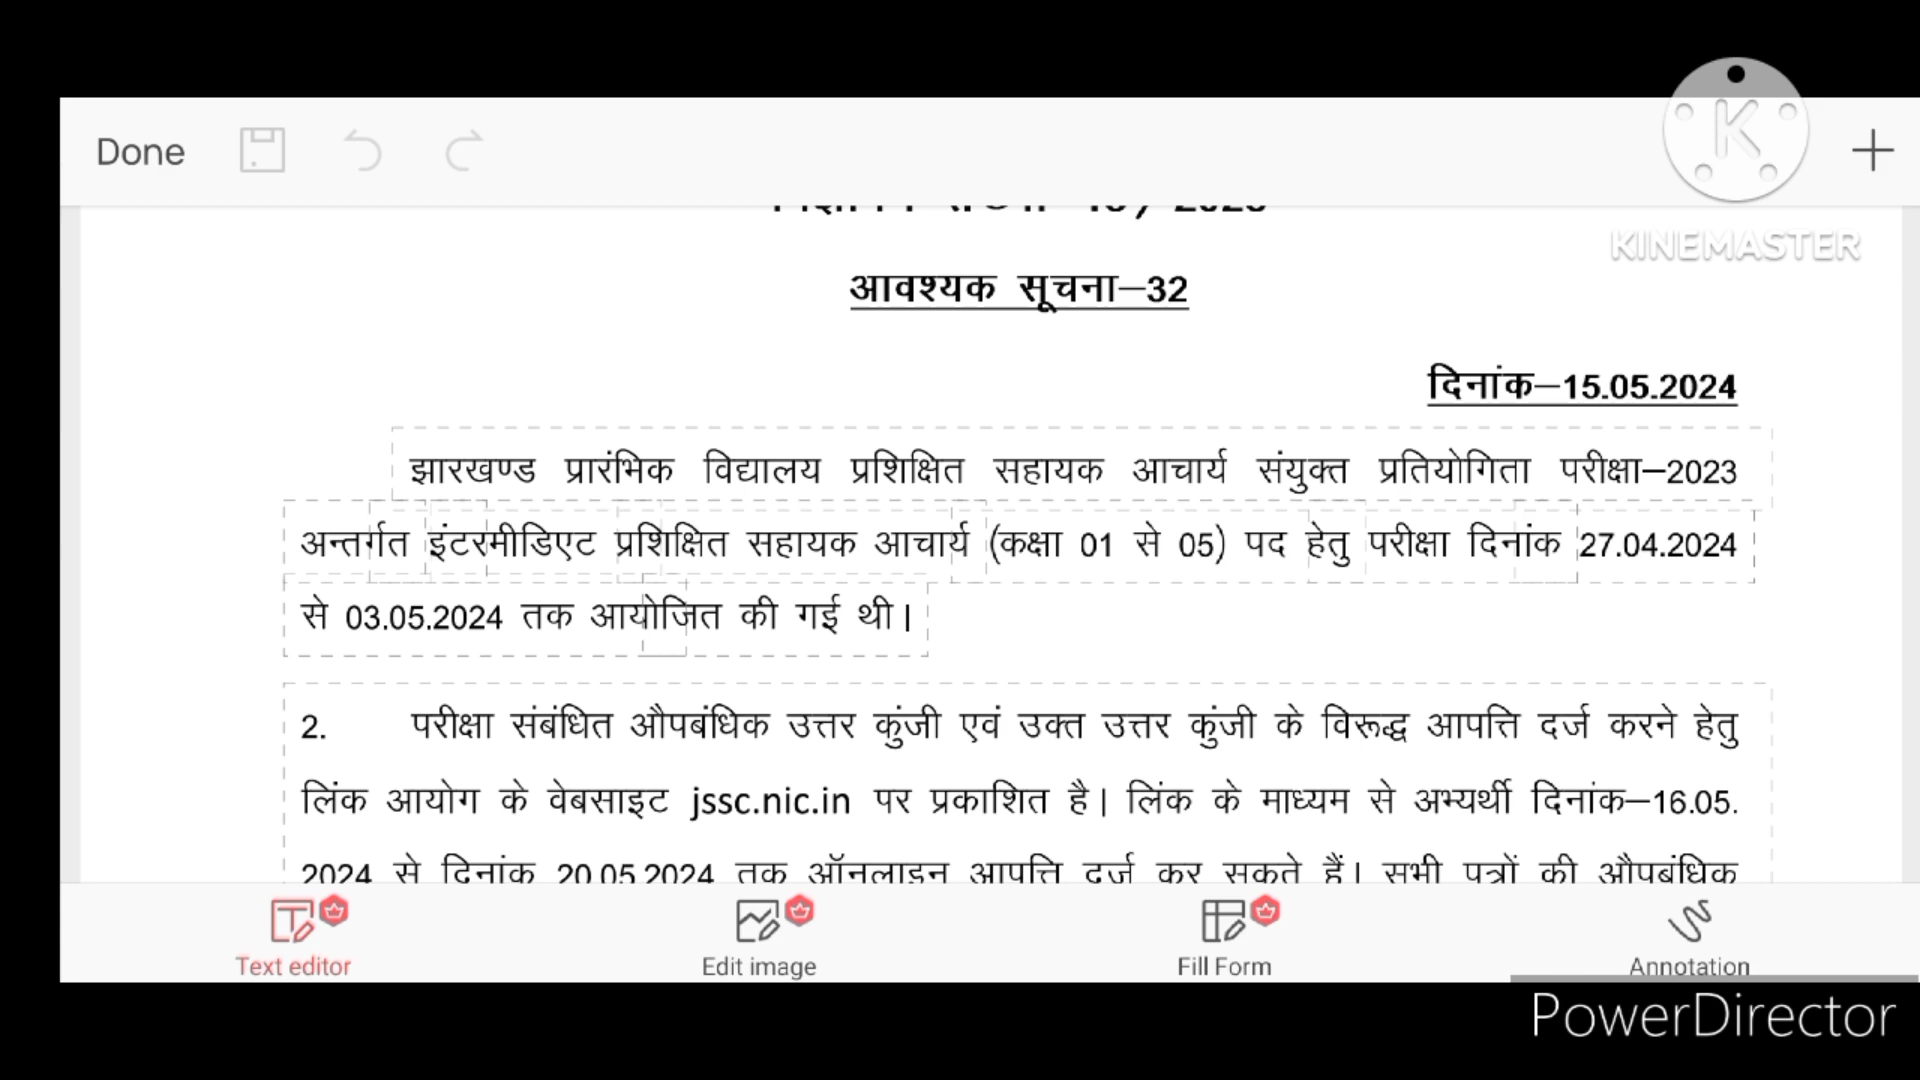 Done
KINEMASTER
आवश्यक सूचना–32
दिनांक–15.05.2024
झारखण्ड प्रारंभिक विद्यालय प्रशिक्षित सहायक आचार्य संयुक्त प्रतियोगिता परीक्षा–2023
अन्तर्गत इंटरमीडिएट प्रशिक्षित सहायक आचार्य (कक्षा 01 से 05) पद हेतु परीक्षा दिनांक 27.04.2024
से 03.05.2024 तक आयोजित की गई थी।
2. परीक्षा संबंधित औपबंधिक उत्तर कुंजी एवं उक्त उत्तर कुंजी के विरूद्ध आपत्ति दर्ज करने हेतु
लिंक आयोग के वेबसाइट jssc.nic.in पर प्रकाशित है। लिंक के माध्यम से अभ्यर्थी दिनांक–16.05.
2024 से दिनांक 20.05.2024 तक ऑनलाइन आपत्ति दर्ज कर सकते हैं। सभी पत्रों की औपबंधिक
Text editor
Edit image
Fill Form
Annotation
PowerDirector